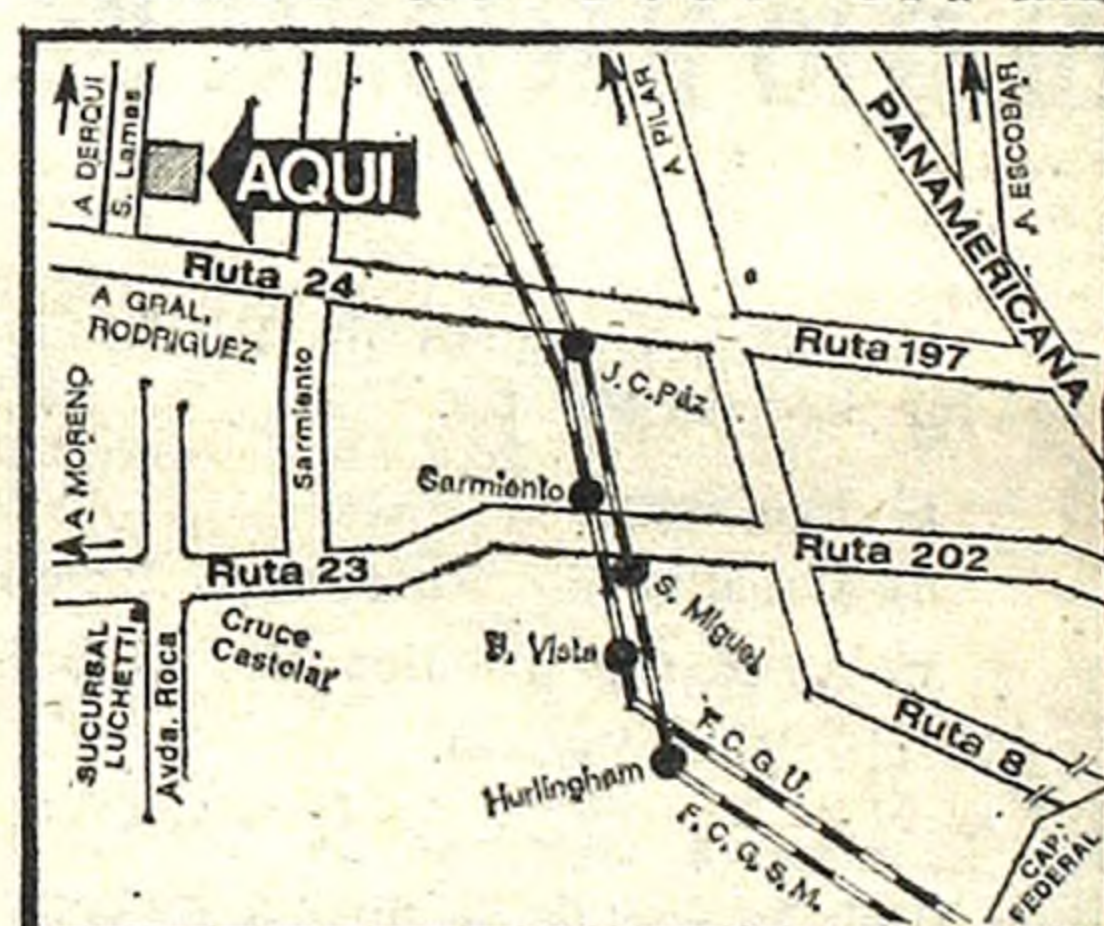 A DERQUI
S. Lamas
AQUI
A PILAR
PANAMERICANA
A ESCOBAR
Ruta 24
A GRAL.
RODRIGUEZ
Ruta 197
J. C. Páz
A MORENO
Sarmiento
Sarmiento
Ruta 23
Ruta 202
Cruce.
Castelar
S. Miguel
B. Vista
SUCURSAL
LUCHETTI
Avda. Roca
Ruta 8
F. C. G. U.
Hurlingham
F. C. G. S. M.
CAP.
FEDERAL